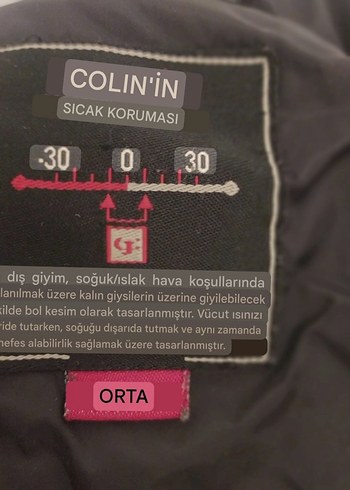 COLIN'İN
SICAK KORUMASI
-30 0 30
dış giyim, soğuk/ıslak hava koşullarında
lanılmak üzere kalın giysilerin üzerine giyilebilecek
kilde bol kesim olarak tasarlanmıştır. Vücut ısınızı
ride tutarken, soğuğu dışarıda tutmak ve aynı zamanda
nefes alabilirlik sağlamak üzere tasarlanmıştır.
ORTA